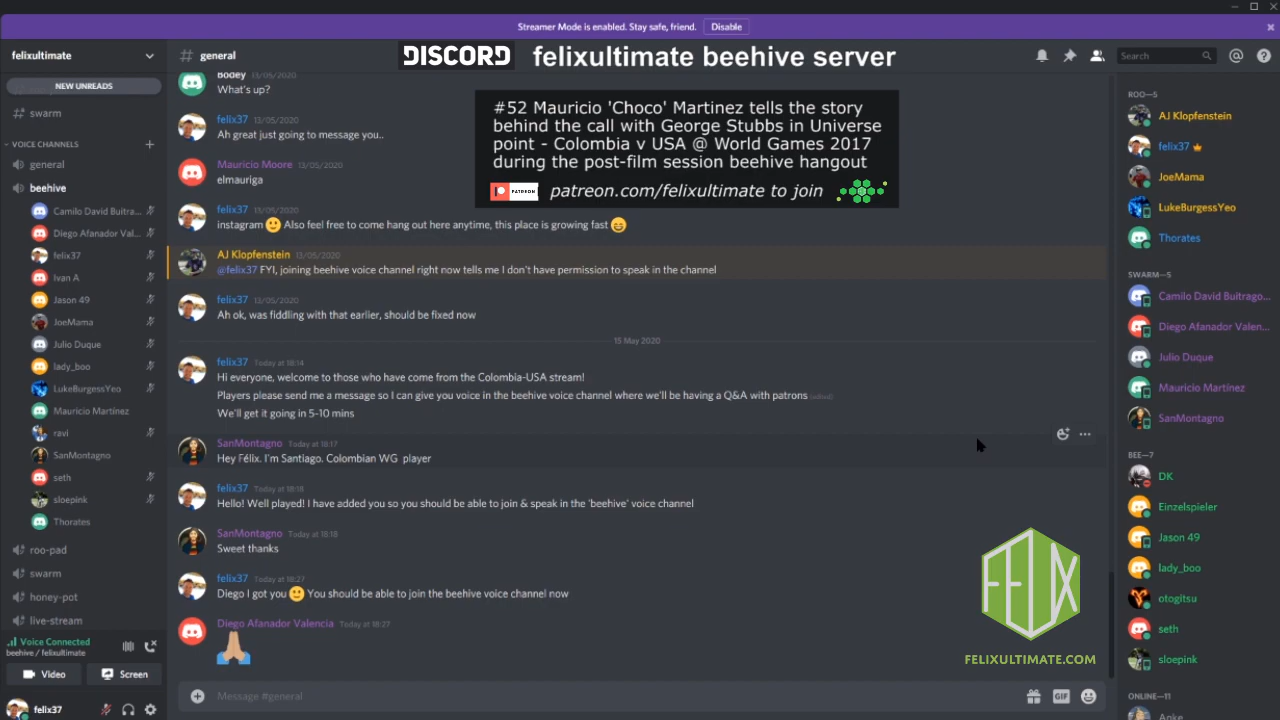 Streamer Mode is enabled. Stay safe, friend. Disable
felixultimate
NEW UNREADS
swarm
VOICE CHANNELS
general
beehive
Camilo David Buitra...
Diego Afanador Val...
felix37
Ivan A
Jason 49
JoeMama
Julio Duque
lady_boo
LukeBurgessYeo
Mauricio Martínez
ravi
SanMontagno
seth
sloepink
Thorates
roo-pad
swarm
honey-pot
live-stream
Voice Connected
beehive / felixultimate
Video
Screen
felix37
# general
DISCORD felixultimate beehive server
Search
#52 Mauricio 'Choco' Martinez tells the story
behind the call with George Stubbs in Universe
point - Colombia v USA @ World Games 2017
during the post-film session beehive hangout
PATREON patreon.com/felixultimate to join
Bodey 13/05/2020
What's up?
felix37 13/05/2020
Ah great just going to message you..
Mauricio Moore 13/05/2020
elmauriga
felix37 13/05/2020
instagram 🙂 Also feel free to come hang out here anytime, this place is growing fast 😄
AJ Klopfenstein 13/05/2020
@felix37 FYI, joining beehive voice channel right now tells me I don't have permission to speak in the channel
felix37 13/05/2020
Ah ok, was fiddling with that earlier, should be fixed now
15 May 2020
felix37 Today at 18:14
Hi everyone, welcome to those who have come from the Colombia-USA stream!
Players please send me a message so I can give you voice in the beehive voice channel where we'll be having a Q&A with patrons (edited)
We'll get it going in 5-10 mins
SanMontagno Today at 18:17
Hey Félix. I'm Santiago. Colombian WG player
felix37 Today at 18:18
Hello! Well played! I have added you so you should be able to join & speak in the 'beehive' voice channel
SanMontagno Today at 18:18
Sweet thanks
felix37 Today at 18:27
Diego I got you 🙂 You should be able to join the beehive voice channel now
Diego Afanador Valencia Today at 18:27
🙏🏼
Message #general
GIF
FELIX
FELIXULTIMATE.COM
ROO—5
AJ Klopfenstein
felix37
JoeMama
LukeBurgessYeo
Thorates
SWARM—5
Camilo David Buitrago...
Diego Afanador Valen...
Julio Duque
Mauricio Martínez
SanMontagno
BEE—7
DK
Einzelspieler
Jason 49
lady_boo
otogitsu
seth
sloepink
ONLINE—11